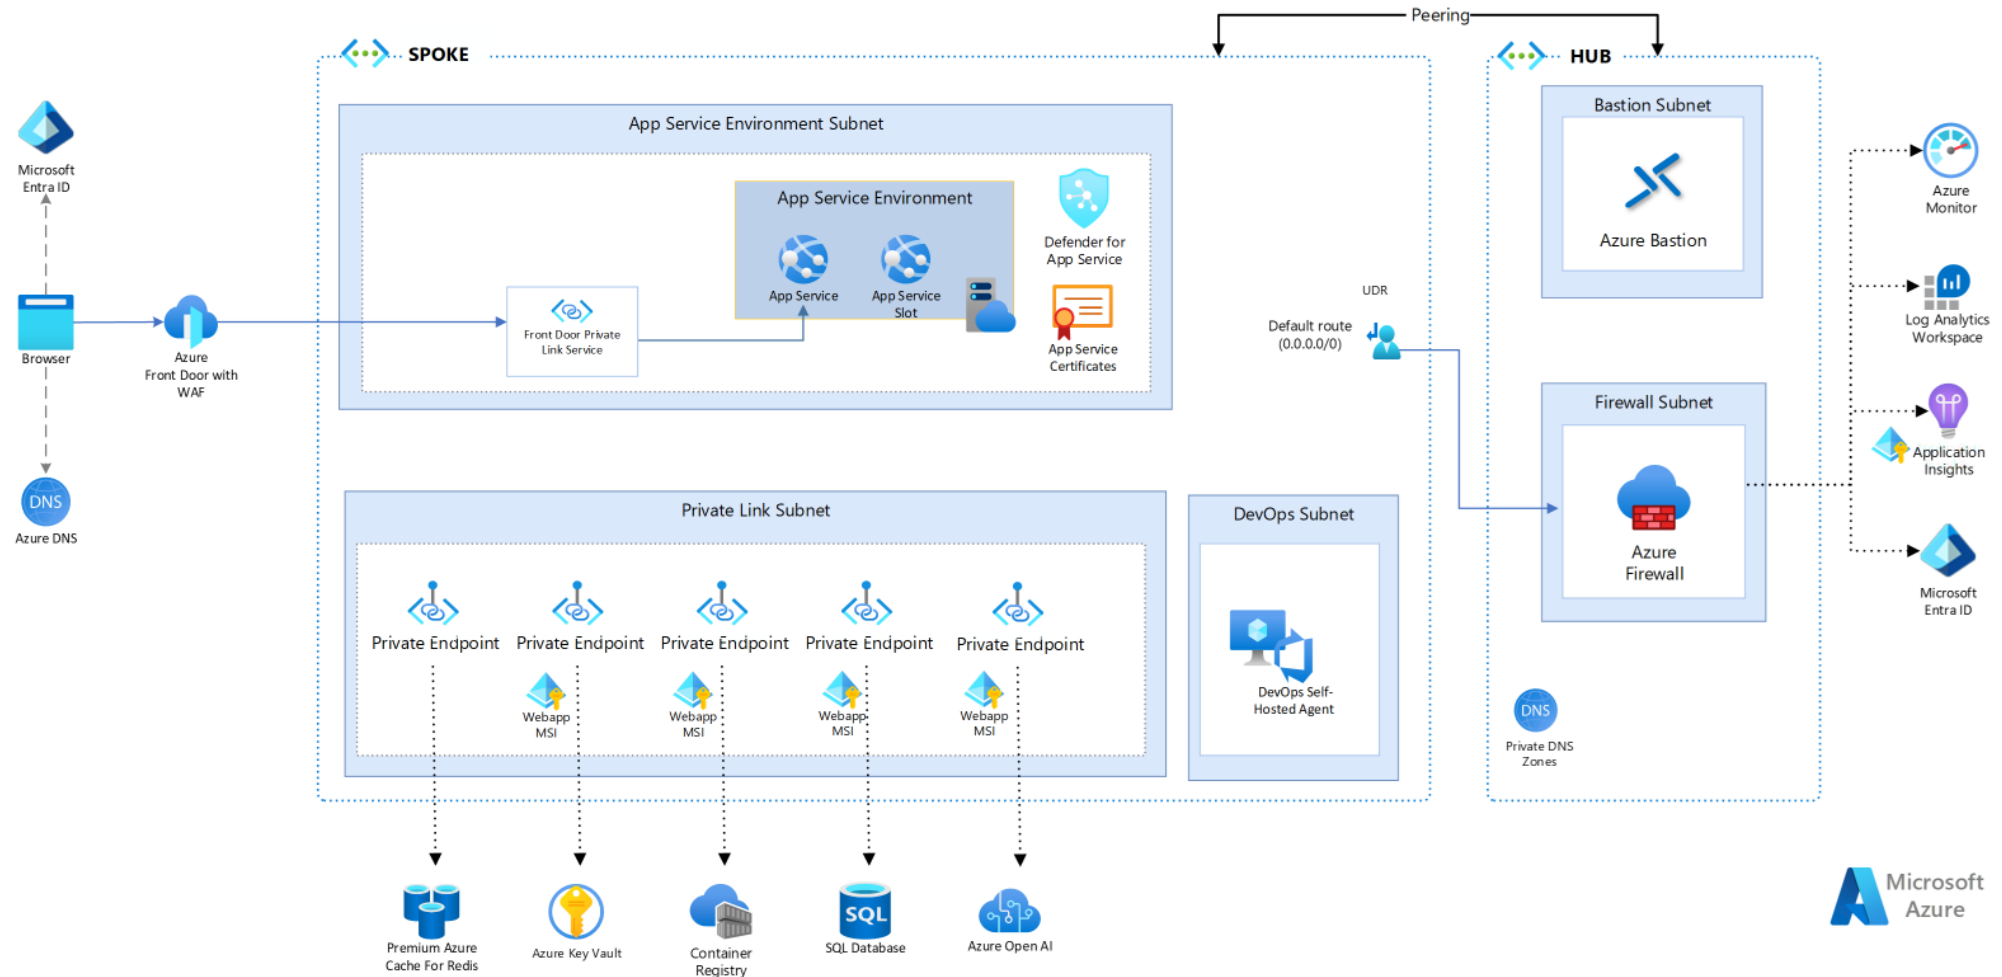 Peering
SPOKE
HUB
App Service Environment Subnet
Bastion Subnet
Microsoft
Entra ID
App Service Environment
Defender for
App Service
Azure Bastion
Azure
Monitor
App Service
App Service
Slot
UDR
Default route
(0.0.0.0/0)
Log Analytics
Workspace
Front Door Private
Link Service
App Service
Certificates
Browser
Azure
Front Door with
WAF
Firewall Subnet
Application
Insights
DNS
Azure DNS
Private Link Subnet
DevOps Subnet
Azure
Firewall
Microsoft
Entra ID
Private Endpoint
Private Endpoint
Private Endpoint
Private Endpoint
Private Endpoint
Webapp
MSI
Webapp
MSI
Webapp
MSI
Webapp
MSI
DevOps Self-
Hosted Agent
DNS
Private DNS
Zones
SQL
Premium Azure
Cache For Redis
Azure Key Vault
Container
Registry
SQL Database
Azure Open AI
Microsoft
Azure